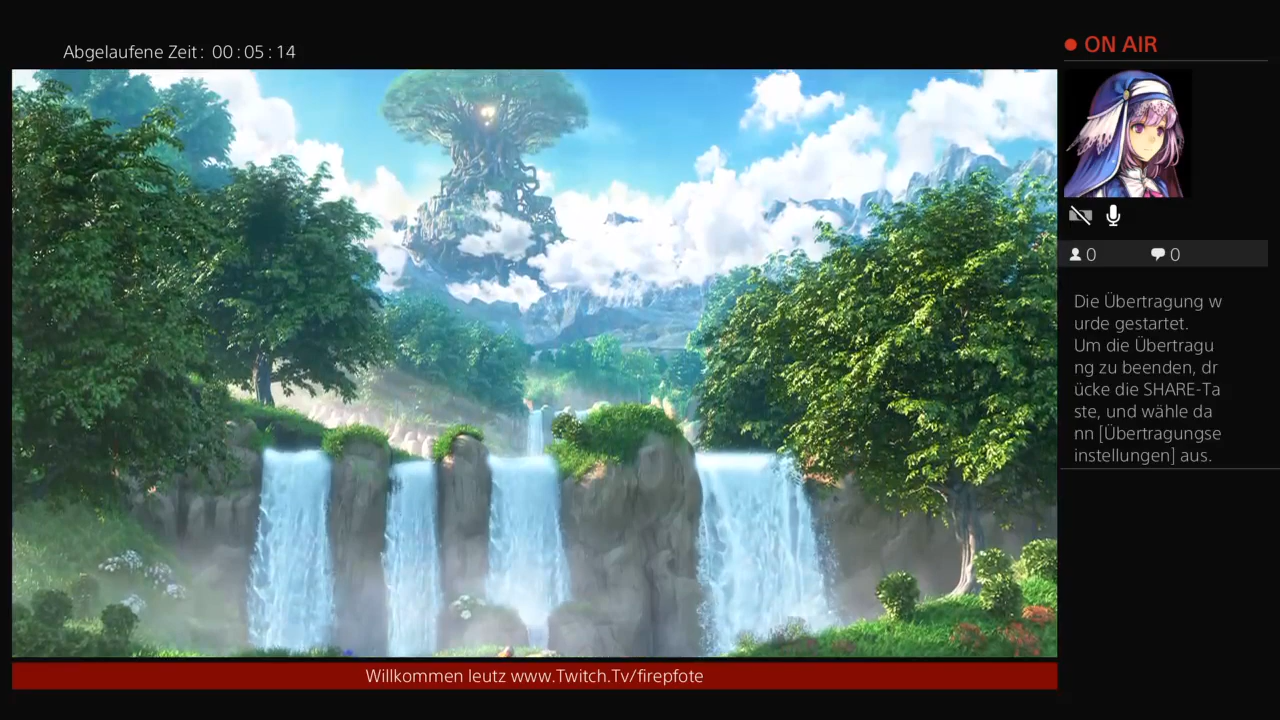 Abgelaufene Zeit: 00:05:14
ON AIR
0 0
Die Übertragung w
urde gestartet.
Um die Übertragu
ng zu beenden, dr
ücke die SHARE-Ta
ste, und wähle da
nn [Übertragungse
instellungen] aus.
Willkommen leutz www.Twitch.Tv/firepfote